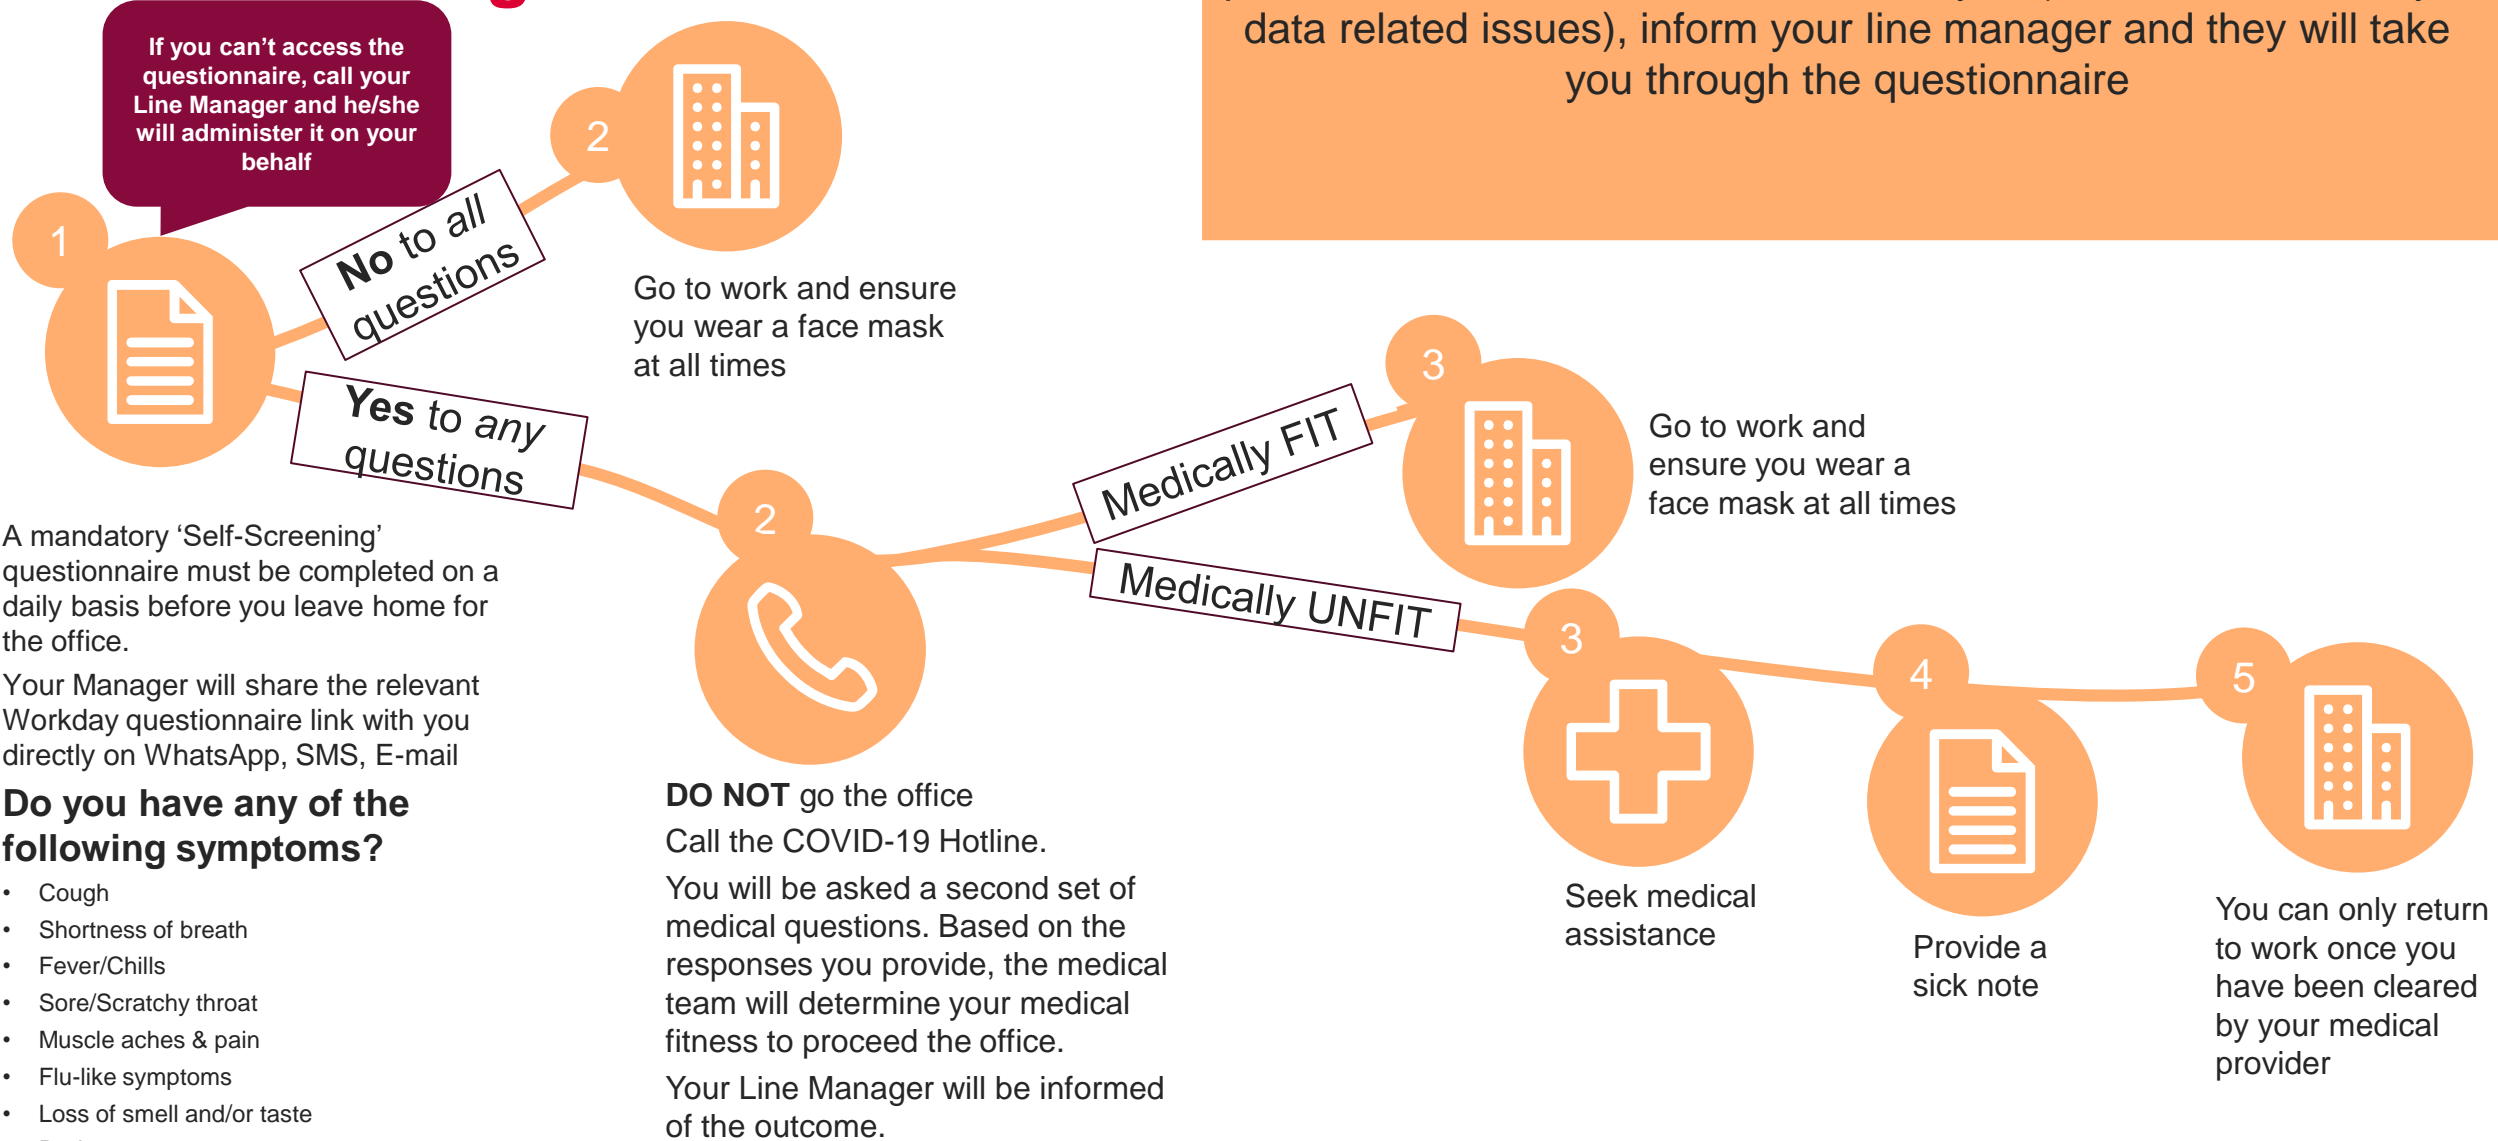 data related issues), inform your line manager and they will take
you through the questionnaire
If you can’t access the
questionnaire, call your
Line Manager and he/she
will administer it on your
behalf
1
No to all
questions
2
Go to work and ensure
you wear a face mask
at all times
Yes to any
questions
A mandatory ‘Self-Screening’
questionnaire must be completed on a
daily basis before you leave home for
the office.
Your Manager will share the relevant
Workday questionnaire link with you
directly on WhatsApp, SMS, E-mail
Do you have any of the
following symptoms?
• Cough
• Shortness of breath
• Fever/Chills
• Sore/Scratchy throat
• Muscle aches & pain
• Flu-like symptoms
• Loss of smell and/or taste
2
DO NOT go the office
Call the COVID-19 Hotline.
You will be asked a second set of
medical questions. Based on the
responses you provide, the medical
team will determine your medical
fitness to proceed the office.
Your Line Manager will be informed
of the outcome.
Medically FIT
3
Go to work and
ensure you wear a
face mask at all times
Medically UNFIT
3
Seek medical
assistance
4
Provide a
sick note
5
You can only return
to work once you
have been cleared
by your medical
provider